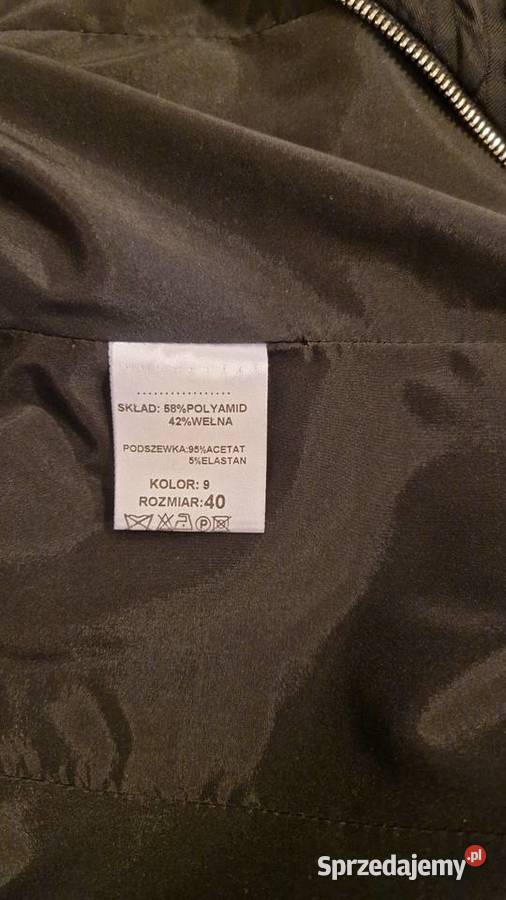 SKŁAD: 58%POLYAMID
42%WEŁNA
PODSZEWKA:95%ACETAT
5%ELASTAN
KOLOR: 9
ROZMIAR:40
P
Sprzedajemy.pl